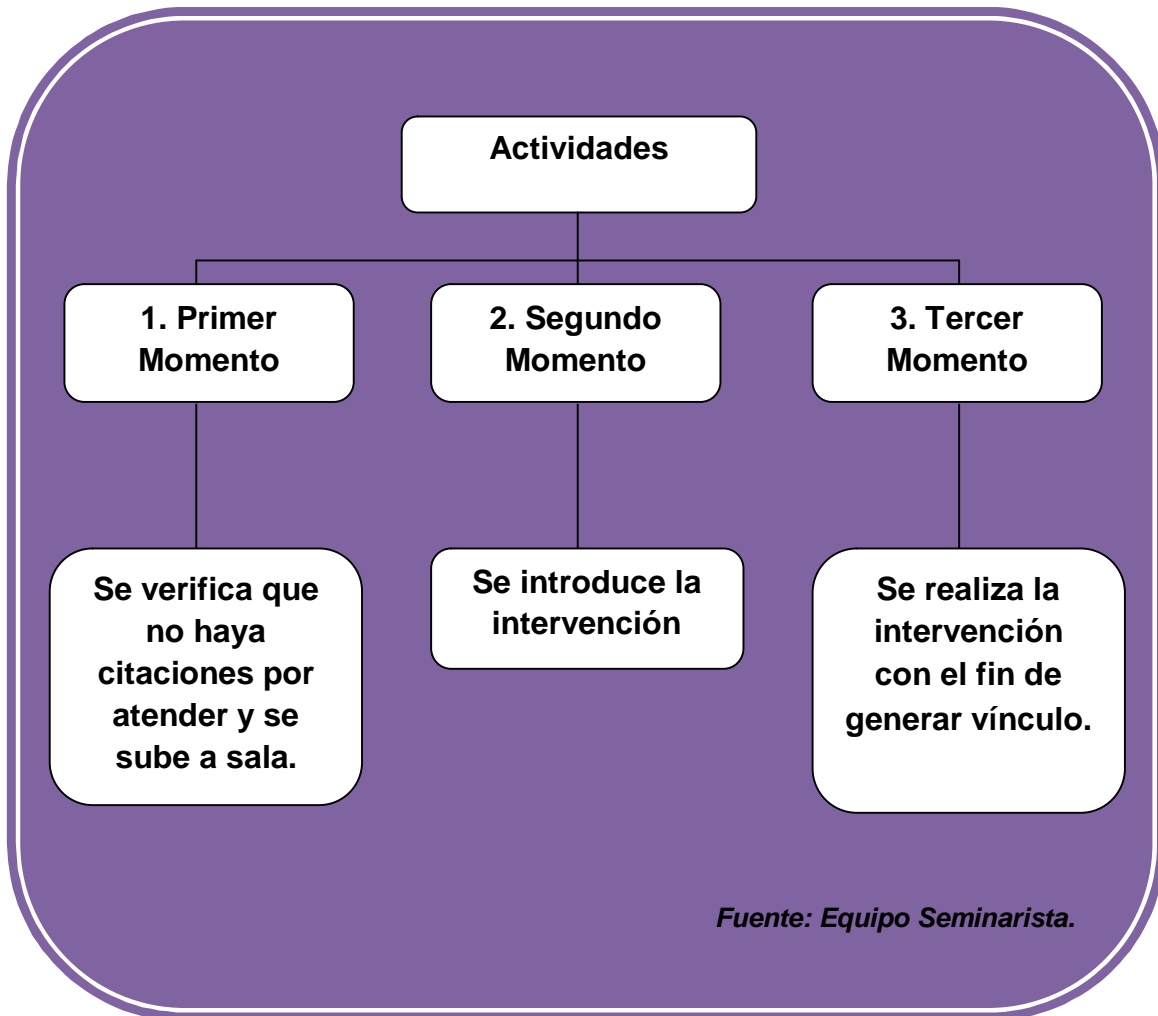 Actividades
1. Primer
Momento
2. Segundo
Momento
3. Tercer
Momento
Se verifica que
no haya
citaciones por
atender y se
sube a sala.
Se introduce la
intervención
Se realiza la
intervención
con el fin de
generar vínculo.
Fuente: Equipo Seminarista.